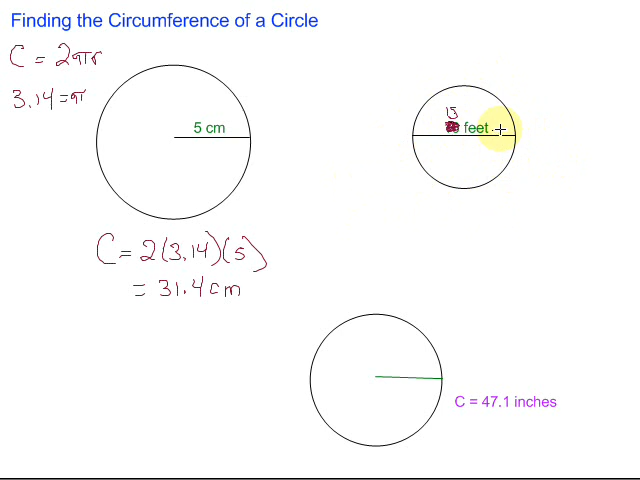 Finding the Circumference of a Circle
C = 2πr
3.14 = π
5 cm
15
feet
C = 2(3.14)(5)
= 31.4 cm
C = 47.1 inches